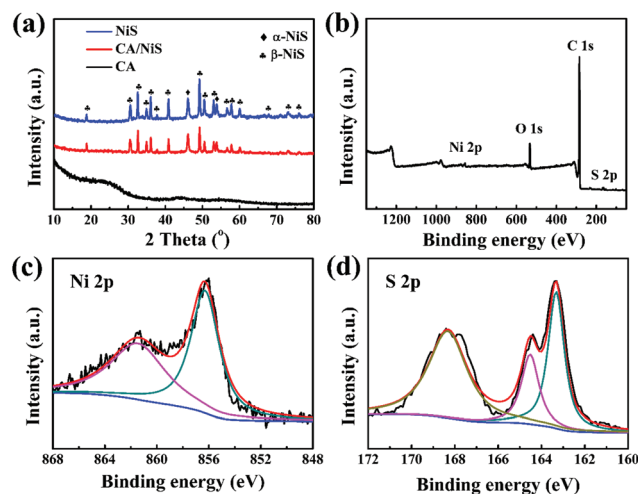 (a)
NiS
CA/NiS
CA
♦ α-NiS
♣ β-NiS
Intensity (a.u.)
10 20 30 40 50 60 70 80
2 Theta (°)
(b)
C 1s
O 1s
Ni 2p
S 2p
Intensity (a.u.)
1200 1000 800 600 400 200
Binding energy (eV)
(c)
Ni 2p
Intensity (a.u.)
868 864 860 856 852 848
Binding energy (eV)
(d)
S 2p
Intensity (a.u.)
172 170 168 166 164 162 160
Binding energy (eV)